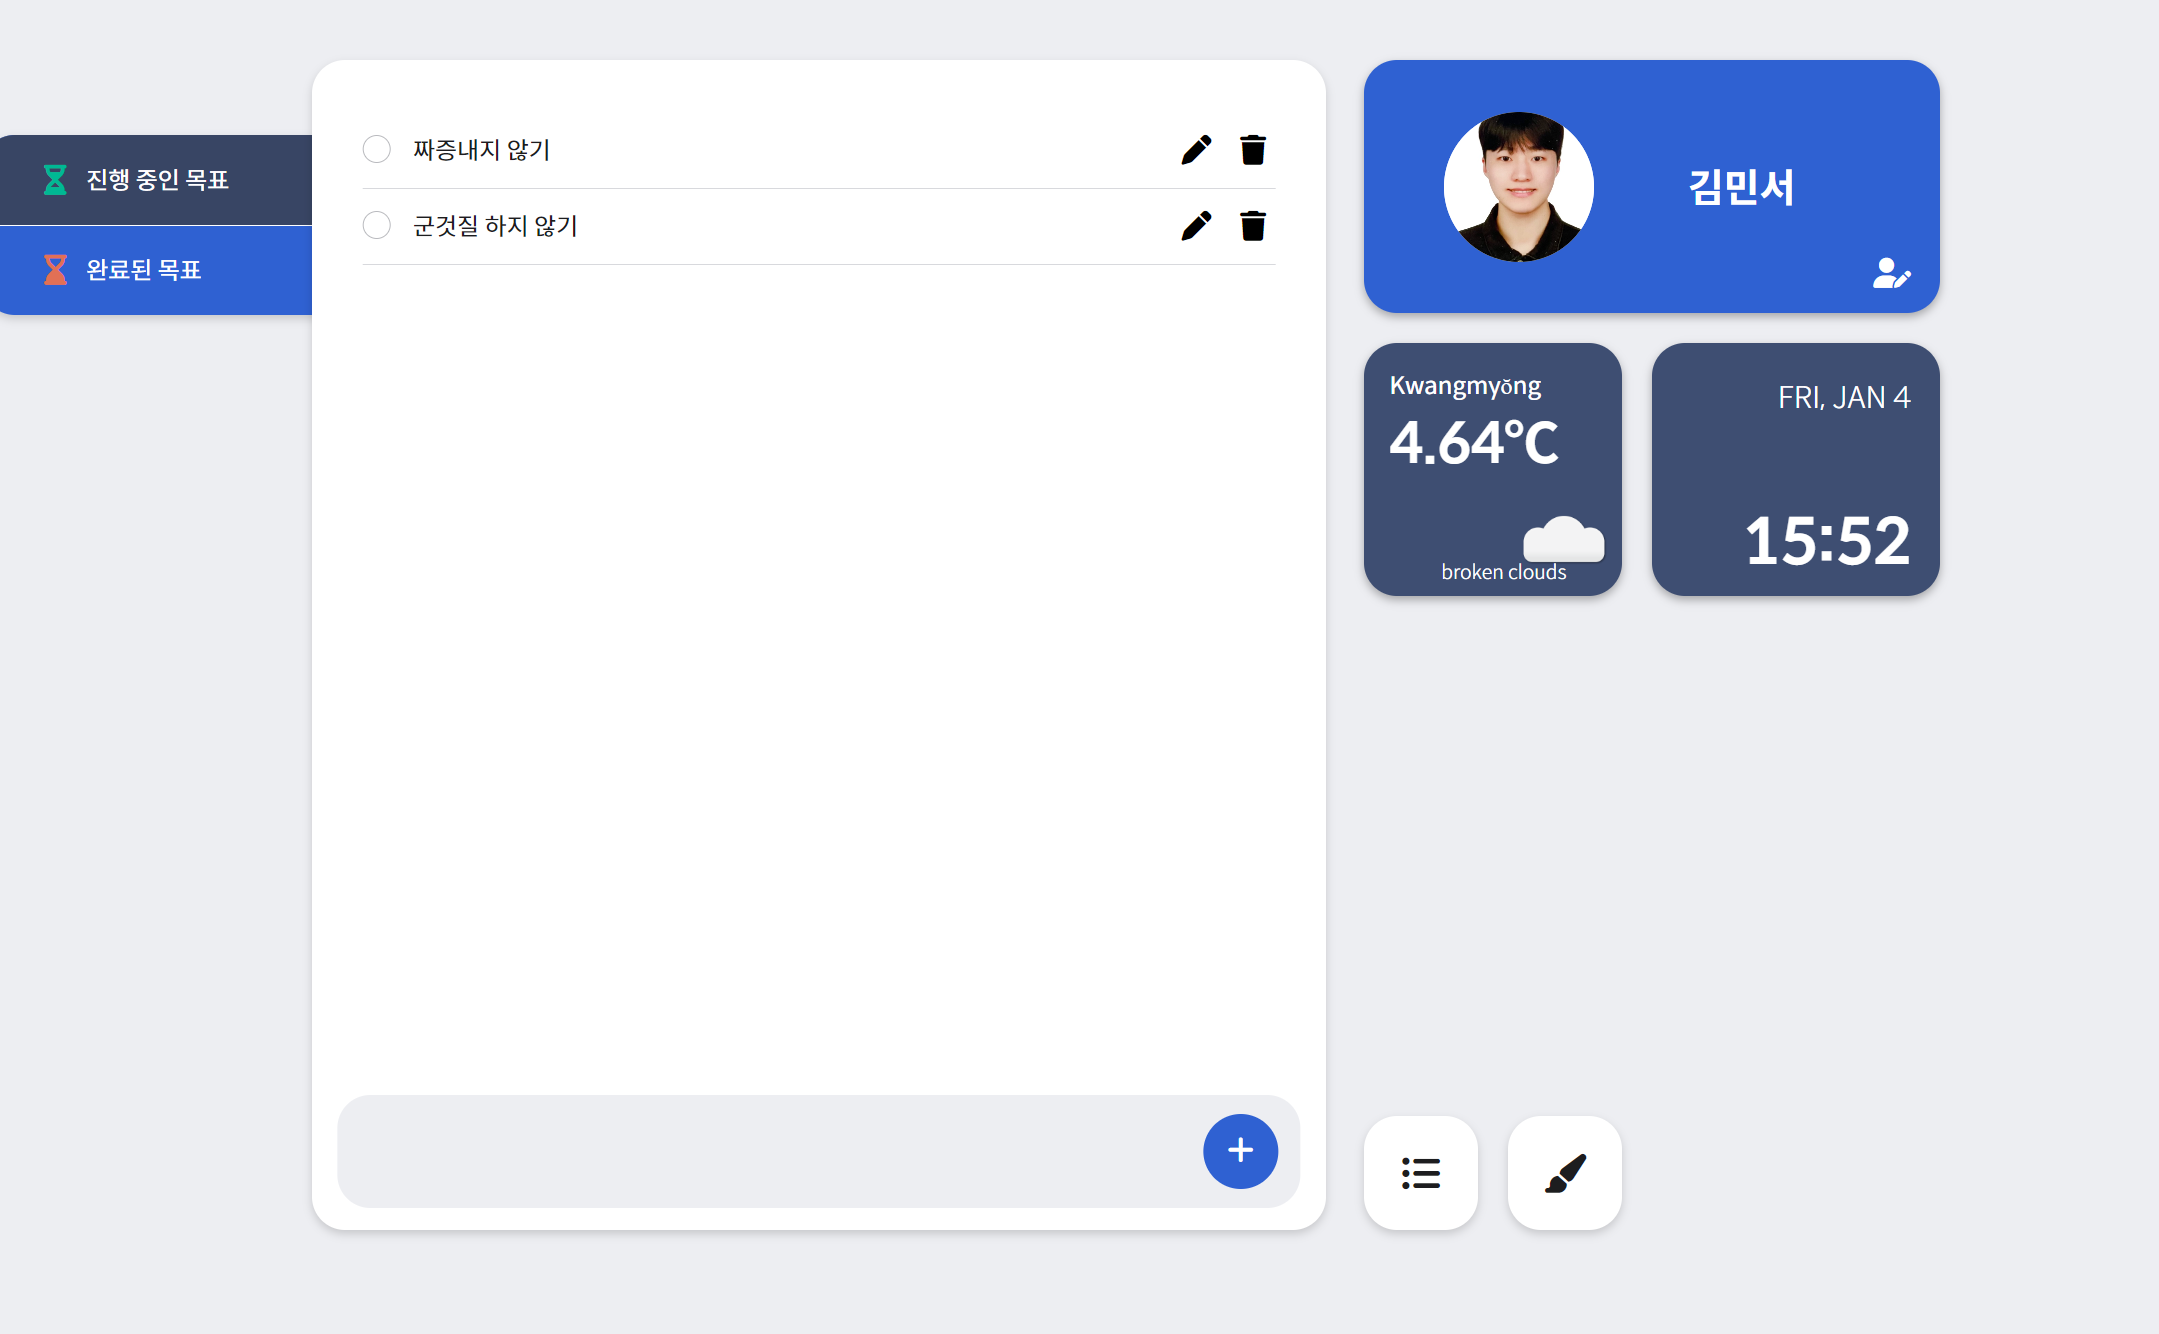 진행 중인 목표
완료된 목표
짜증내지 않기
군것질 하지 않기
김민서
Kwangmyŏng
4.64°C
broken clouds
FRI, JAN 4
15:52